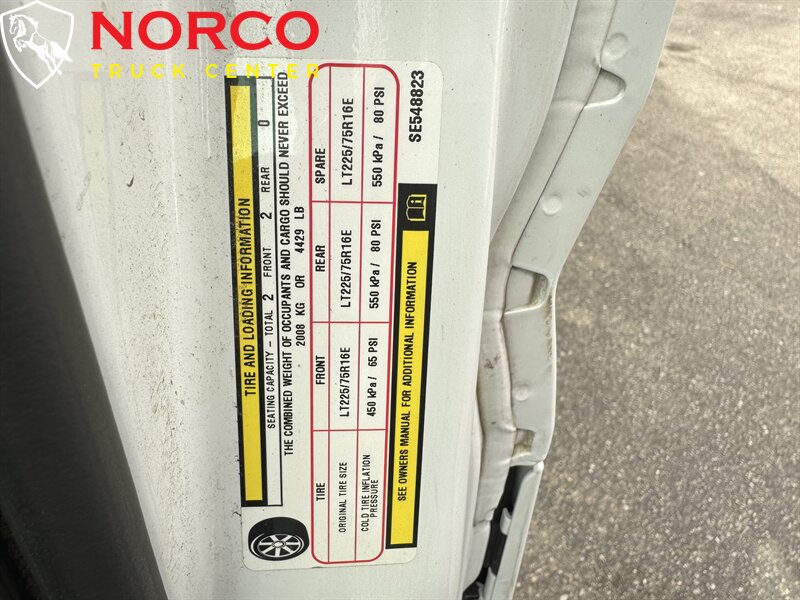 NORCO
TRUCK CENTER
TIRE AND LOADING INFORMATION
SEATING CAPACITY - TOTAL 2 FRONT 2 REAR 0
THE COMBINED WEIGHT OF OCCUPANTS AND CARGO SHOULD NEVER EXCEED
2008 KG OR 4429 LB
TIRE FRONT REAR SPARE
ORIGINAL TIRE SIZE LT225/75R16E LT225/75R16E LT225/75R16E
COLD TIRE INFLATION
PRESSURE 450 kPa / 65 PSI 550 kPa / 80 PSI 550 kPa / 80 PSI
SEE OWNERS MANUAL FOR ADDITIONAL INFORMATION
SE548823